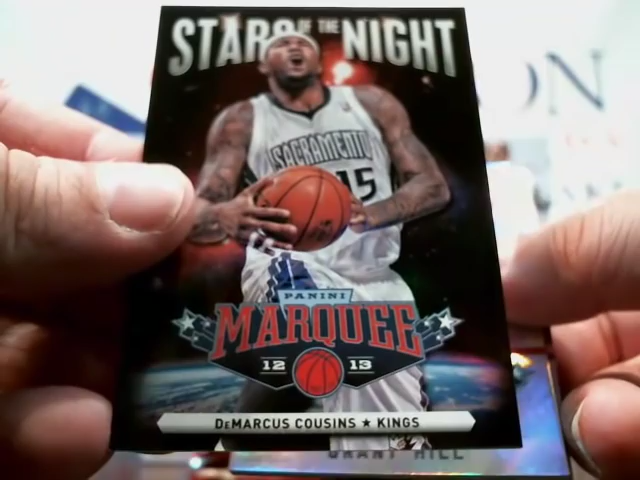 STARS OF THE NIGHT
SACRAMENTO
15
PANINI
MARQUEE
12 13
DEMARCUS COUSINS ★ KINGS
GRANT HILL